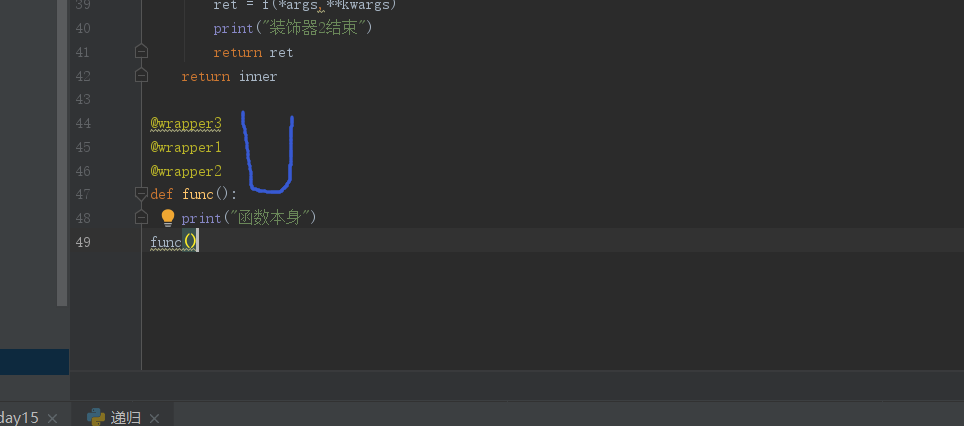 39 ret = f(*args, **kwargs)
40 print("装饰器2结束")
41 return ret
42 return inner
43
44 @wrapper3
45 @wrapper1
46 @wrapper2
47 def func():
48 print("函数本身")
49 func()
day15 递归